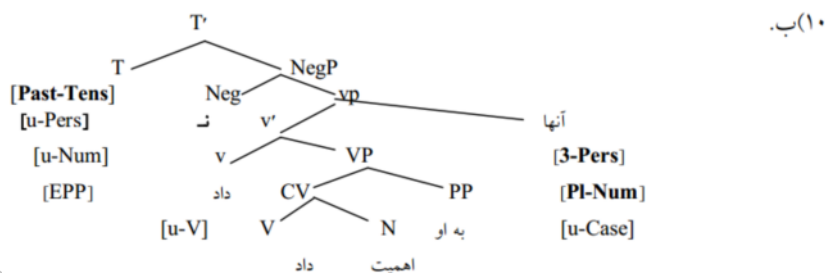 ۱۰)ب.
T'
T NegP
[Past-Tens] Neg vp
[u-Pers] نـ v' آنها
[u-Num] v VP [3-Pers]
[EPP] داد CV PP [Pl-Num]
[u-V] V N به او [u-Case]
داد اهمیت